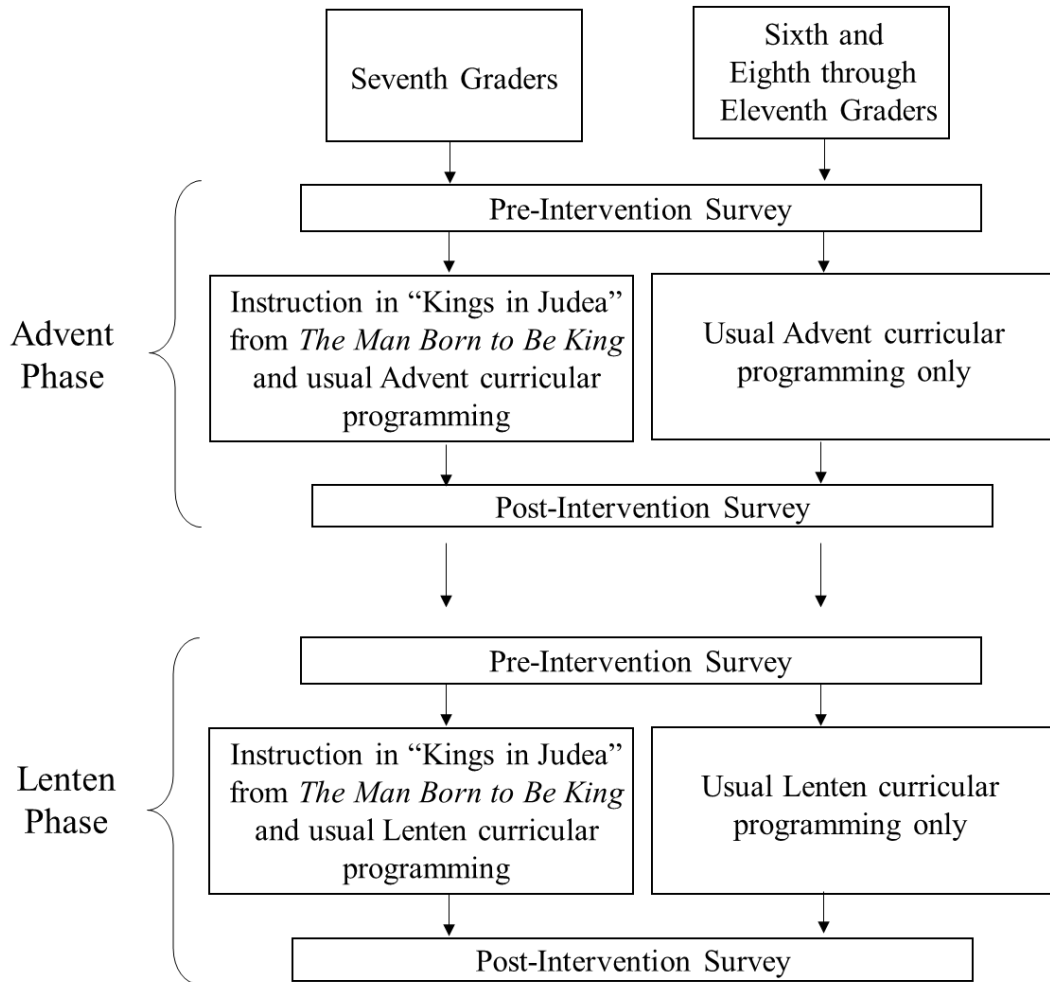 Seventh Graders
Sixth and
Eighth through
Eleventh Graders
Advent
Phase
Pre-Intervention Survey
Instruction in “Kings in Judea”
from The Man Born to Be King
and usual Advent curricular
programming
Usual Advent curricular
programming only
Post-Intervention Survey
Lenten
Phase
Pre-Intervention Survey
Instruction in “Kings in Judea”
from The Man Born to Be King
and usual Lenten curricular
programming
Usual Lenten curricular
programming only
Post-Intervention Survey